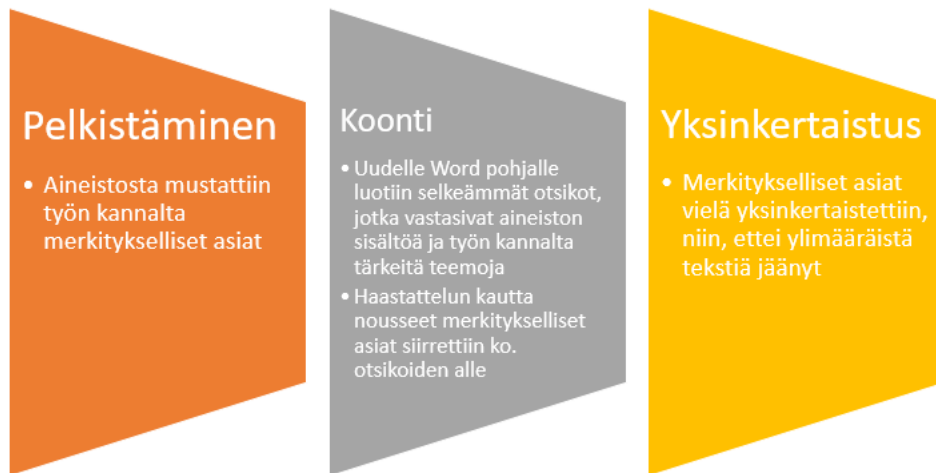 Pelkistäminen
• Aineistosta mustattiin
työn kannalta
merkitykselliset asiat
Koonti
• Uudelle Word pohjalle
luotiin selkeämmät otsikot,
jotka vastasivat aineiston
sisältöä ja työn kannalta
tärkeitä teemoja
• Haastattelun kautta
nousseet merkitykselliset
asiat siirrettiin ko.
otsikoiden alle
Yksinkertaistus
• Merkitykselliset asiat
vielä yksinkertaistettiin,
niin, ettei ylimääräistä
tekstiä jäänyt